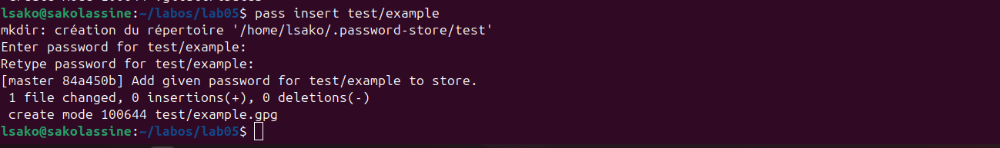 lsako@sakolassine:~/labos/lab05$ pass insert test/example
mkdir: création du répertoire '/home/lsako/.password-store/test'
Enter password for test/example:
Retype password for test/example:
[master 84a450b] Add given password for test/example to store.
 1 file changed, 0 insertions(+), 0 deletions(-)
 create mode 100644 test/example.gpg
lsako@sakolassine:~/labos/lab05$